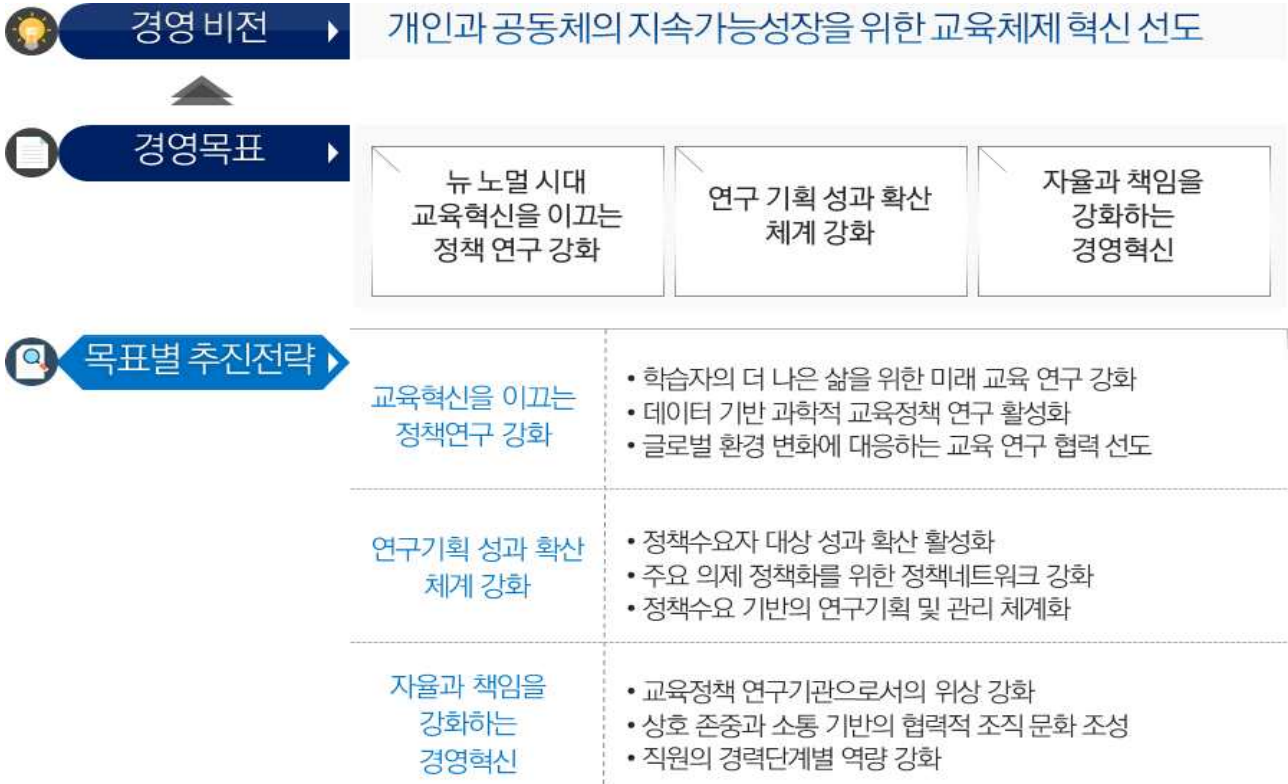 경영 비전
개인과 공동체의 지속가능성장을 위한 교육체제 혁신 선도
경영목표
뉴 노멀 시대
교육혁신을 이끄는
정책 연구 강화
연구 기획 성과 확산
체계 강화
자율과 책임을
강화하는
경영혁신
목표별 추진전략
교육혁신을 이끄는
정책연구 강화
• 학습자의 더 나은 삶을 위한 미래 교육 연구 강화
• 데이터 기반 과학적 교육정책 연구 활성화
• 글로벌 환경 변화에 대응하는 교육 연구 협력 선도
연구기획 성과 확산
체계 강화
• 정책수요자 대상 성과 확산 활성화
• 주요 의제 정책화를 위한 정책네트워크 강화
• 정책수요 기반의 연구기획 및 관리 체계화
자율과 책임을
강화하는
경영혁신
• 교육정책 연구기관으로서의 위상 강화
• 상호 존중과 소통 기반의 협력적 조직 문화 조성
• 직원의 경력단계별 역량 강화